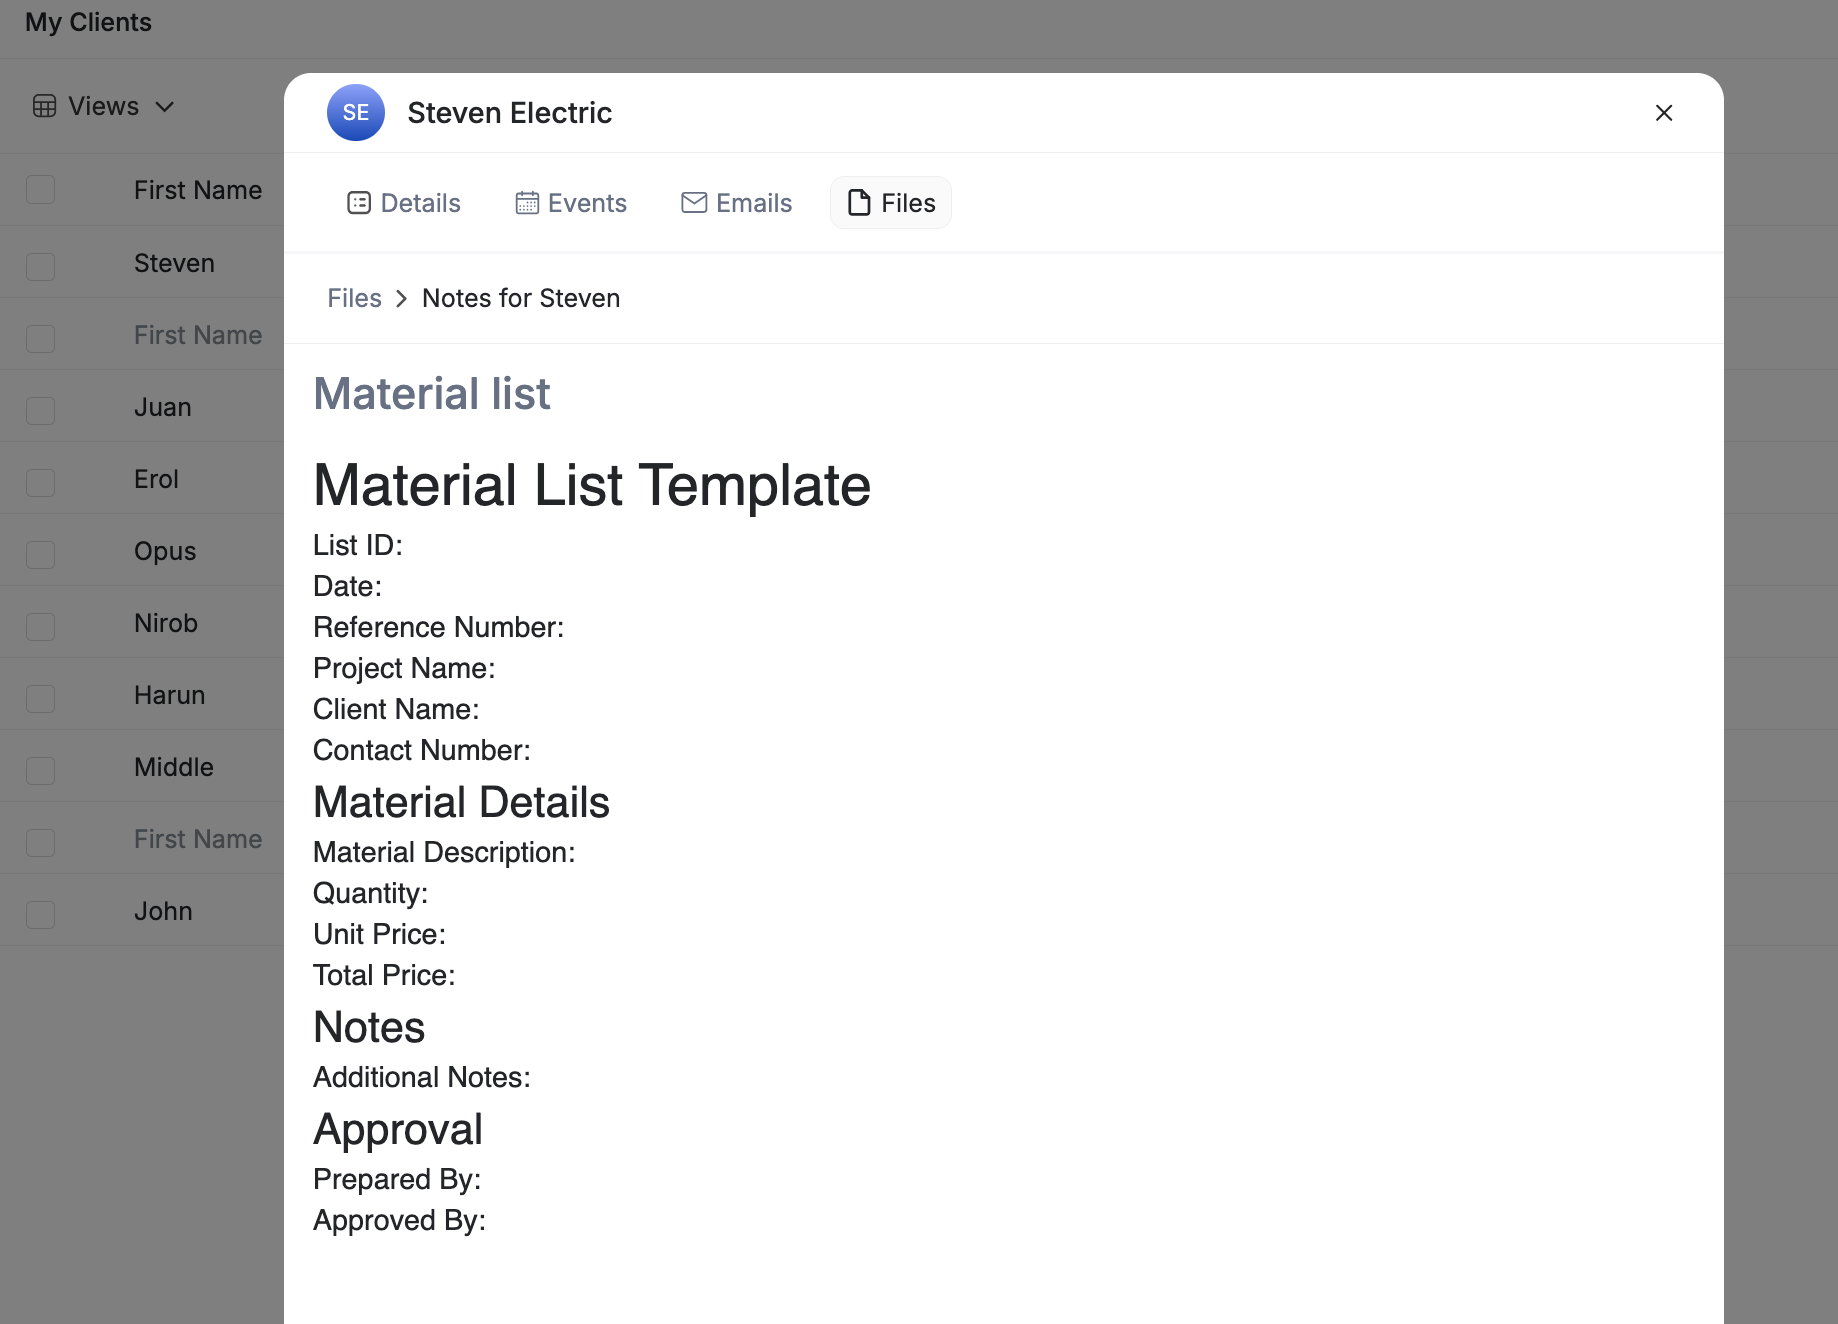 My Clients
Views
First Name
Steven
First Name
Juan
Erol
Opus
Nirob
Harun
Middle
First Name
John
SE Steven Electric
Details Events Emails Files
Files > Notes for Steven
Material list
Material List Template
List ID:
Date:
Reference Number:
Project Name:
Client Name:
Contact Number:
Material Details
Material Description:
Quantity:
Unit Price:
Total Price:
Notes
Additional Notes:
Approval
Prepared By:
Approved By: